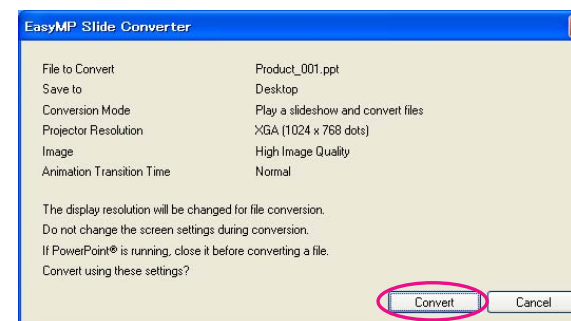 EasyMP Slide Converter
File to Convert Product_001.ppt
Save to Desktop
Conversion Mode Play a slideshow and convert files
Projector Resolution XGA (1024 x 768 dots)
Image High Image Quality
Animation Transition Time Normal
The display resolution will be changed for file conversion.
Do not change the screen settings during conversion.
If PowerPoint® is running, close it before converting a file.
Convert using these settings?
Convert Cancel